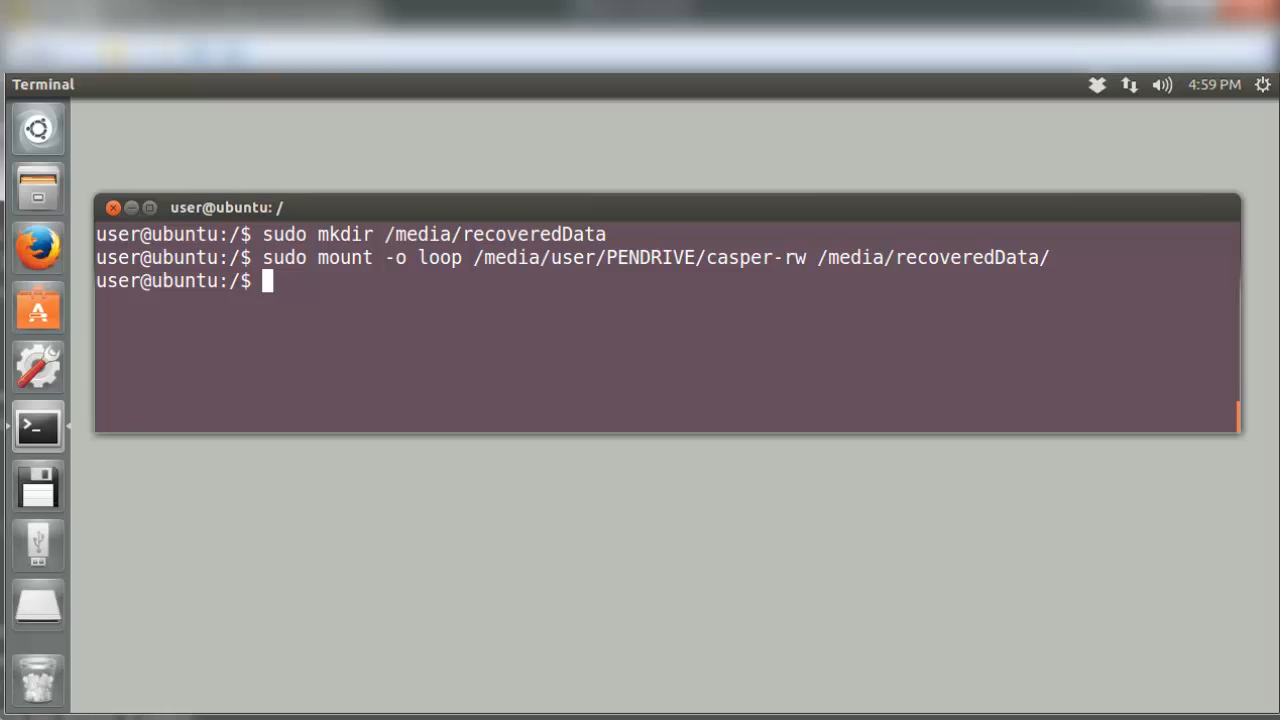 Terminal
4:59 PM
user@ubuntu: /
user@ubuntu:/$ sudo mkdir /media/recoveredData
user@ubuntu:/$ sudo mount -o loop /media/user/PENDRIVE/casper-rw /media/recoveredData/
user@ubuntu:/$